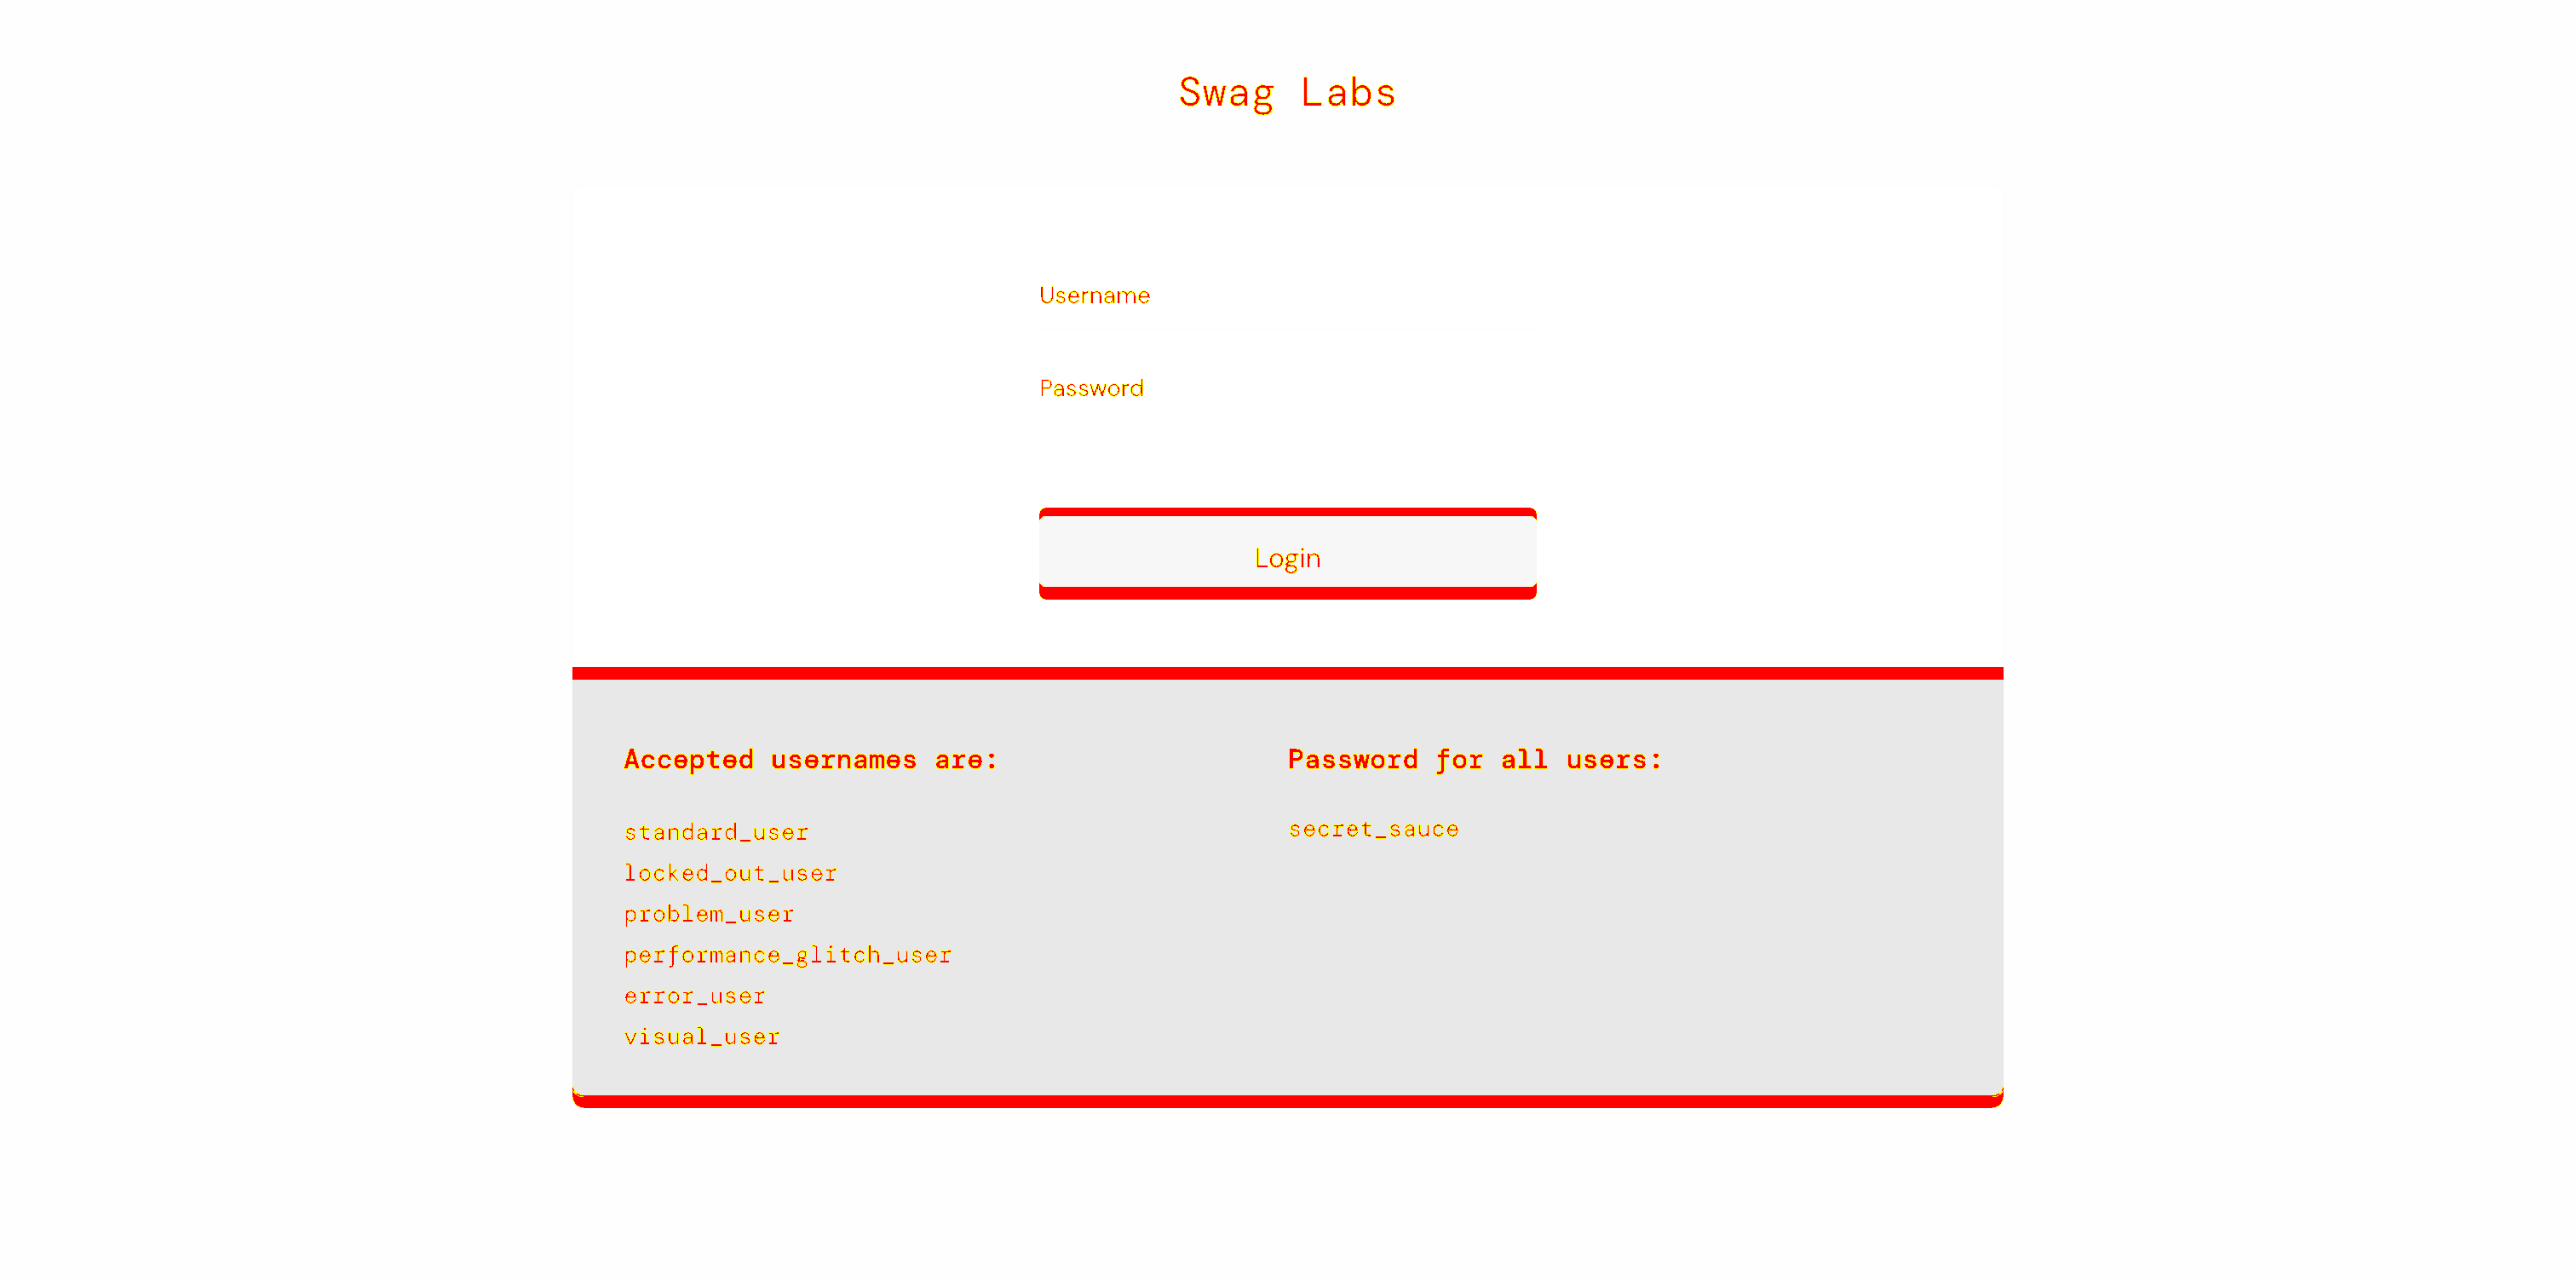 Swag Labs
Username
Password
Login
Accepted usernames are:
standard_user
locked_out_user
problem_user
performance_glitch_user
error_user
visual_user
Password for all users:
secret_sauce